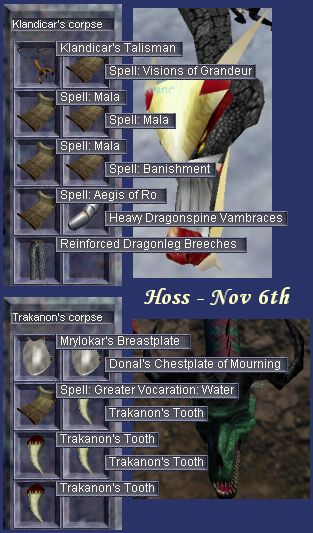 Klandicar's corpse
Klandicar's Talisman
Spell: Visions of Grandeur
Spell: Mala
Spell: Mala
Spell: Mala
Spell: Banishment
Spell: Aegis of Ro
Heavy Dragonspine Vambraces
Reinforced Dragonleg Breeches
Hoss - Nov 6th
Trakanon's corpse
Mrylokar's Breastplate
Donal's Chestplate of Mourning
Spell: Greater Vocaration: Water
Trakanon's Tooth
Trakanon's Tooth
Trakanon's Tooth
Trakanon's Tooth